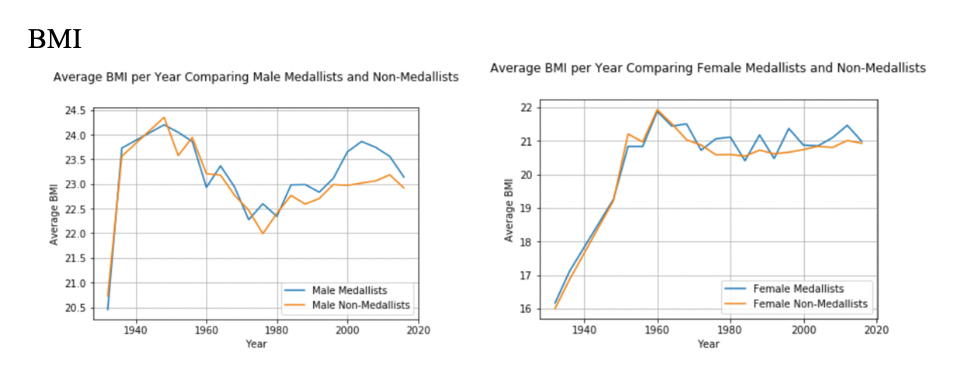 BMI
Average BMI per Year Comparing Male Medallists and Non-Medallists
24.5
24.0
23.5
23.0
22.5
22.0
21.5
21.0
20.5
Average BMI
1940
1960
1980
2000
2020
Year
Male Medallists
Male Non-Medallists
Average BMI per Year Comparing Female Medallists and Non-Medallists
22
21
20
19
18
17
16
Average BMI
1940
1960
1980
2000
2020
Year
Female Medallists
Female Non-Medallists